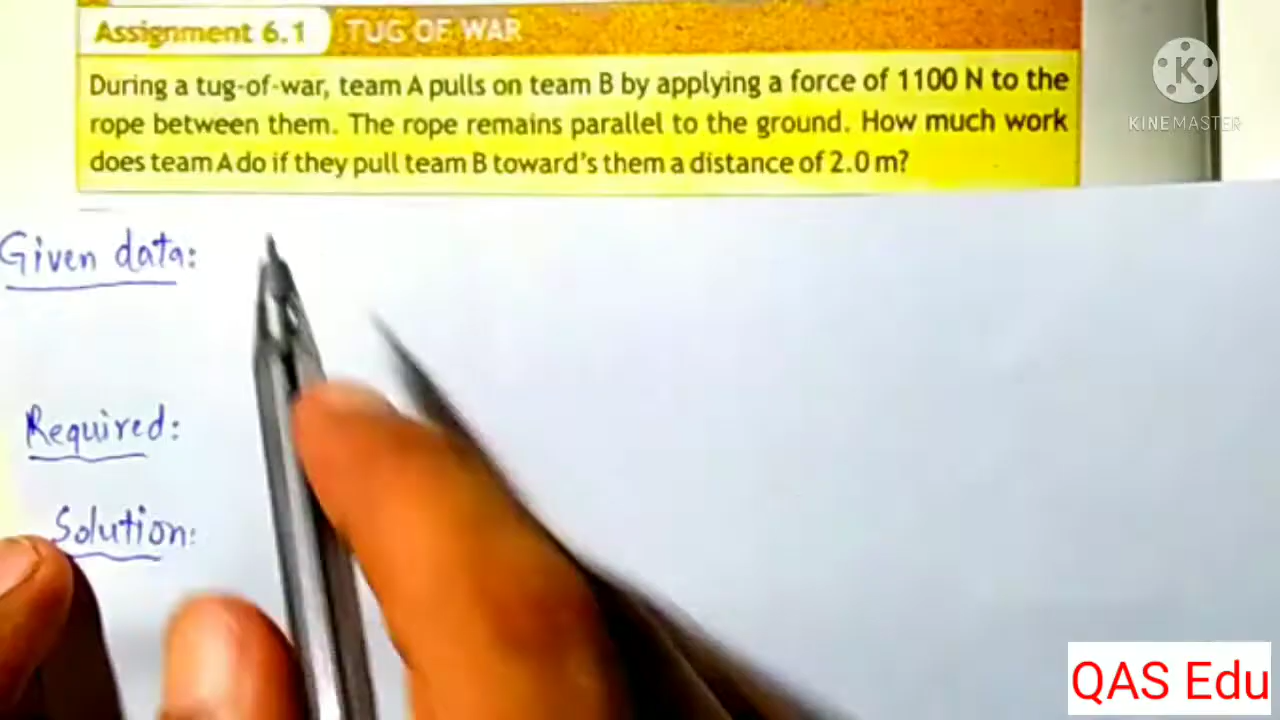 Assignment 6.1 TUG OF WAR
During a tug-of-war, team A pulls on team B by applying a force of 1100 N to the
rope between them. The rope remains parallel to the ground. How much work
does team A do if they pull team B toward's them a distance of 2.0 m?
K
KINEMASTER
Given data:
Required:
Solution:
QAS Edu